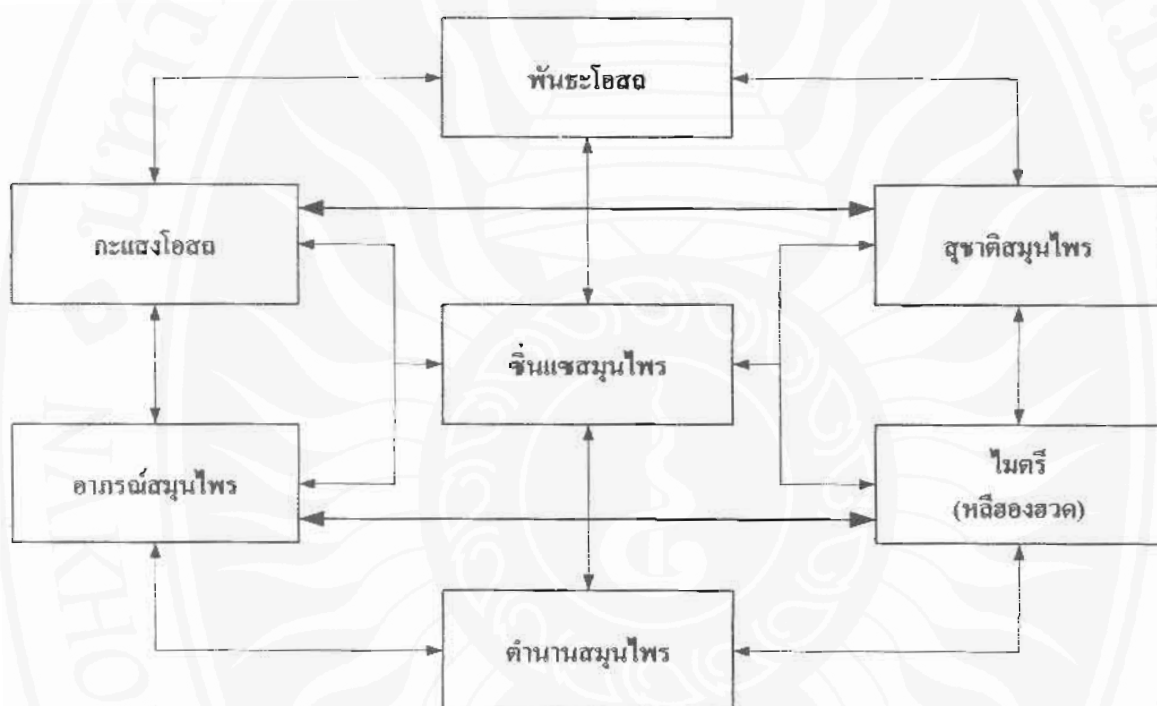 พันธะโอสถ
กะแสงโอสถ
สุชาติสมุนไพร
ซิ่นแซสมุนไพร
อาภรณ์สมุนไพร
ไมตรี
(หลีฮองฮวด)
ตำนานสมุนไพร